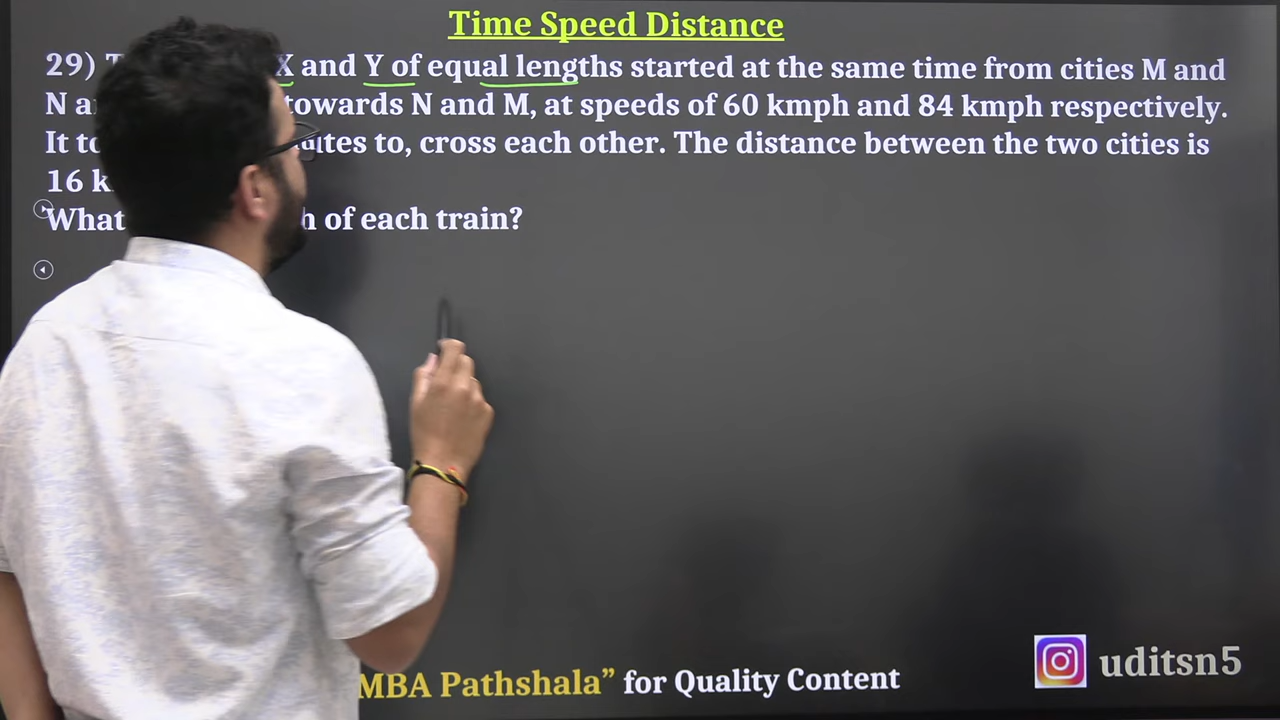 Time Speed Distance
29) X and Y of equal lengths started at the same time from cities M and
N towards N and M, at speeds of 60 kmph and 84 kmph respectively.
It to, cross each other. The distance between the two cities is
16
What of each train?
MBA Pathshala” for Quality Content
uditsn5